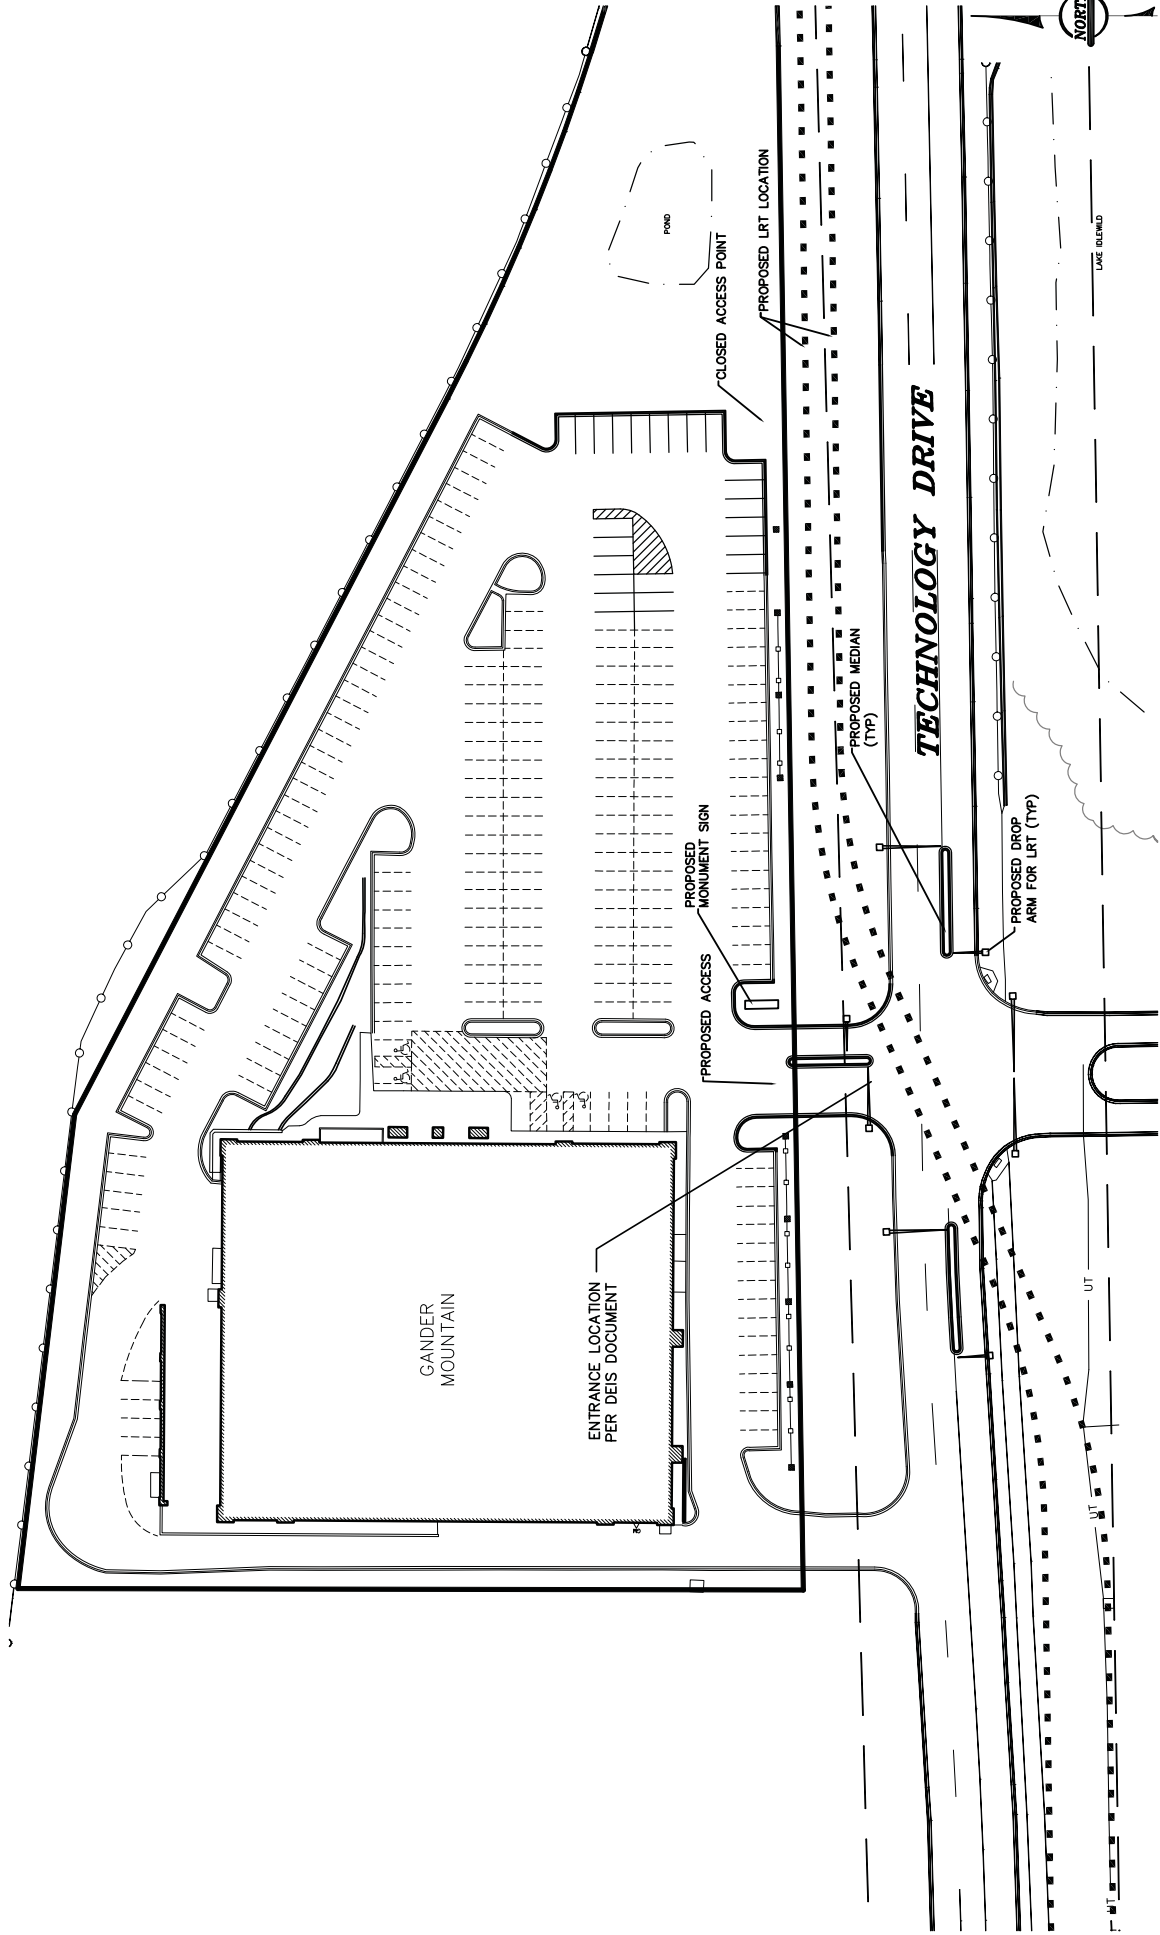 NORTH
POND
CLOSED ACCESS POINT
PROPOSED LRT LOCATION
LAKE IDLEWILD
TECHNOLOGY DRIVE
PROPOSED MEDIAN
(TYP)
PROPOSED
MONUMENT SIGN
PROPOSED DROP
ARM FOR LRT (TYP)
PROPOSED ACCESS
GANDER
MOUNTAIN
ENTRANCE LOCATION
PER DEIS DOCUMENT
UT
UT
UT